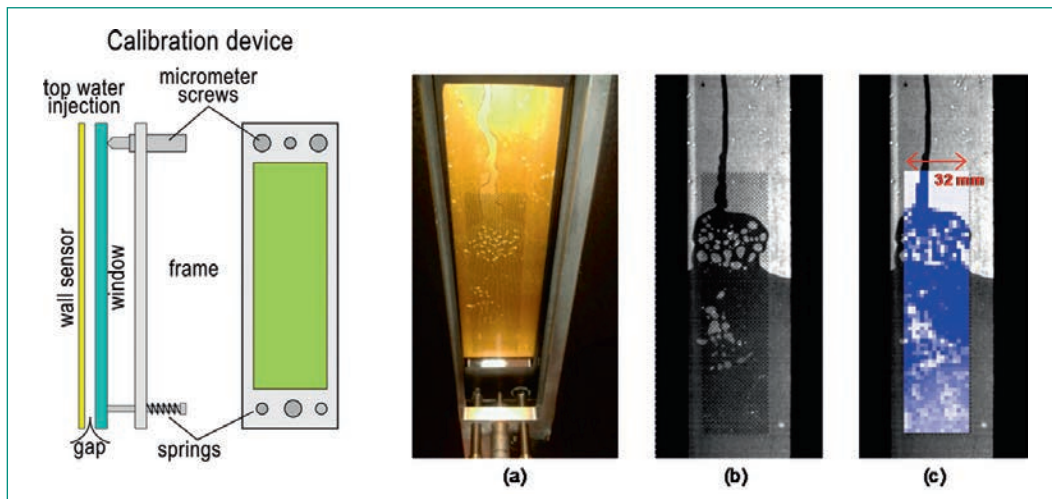 Calibration device
top water
injection
micrometer
screws
wall sensor
window
frame
gap
springs
32 mm
(a)
(b)
(c)